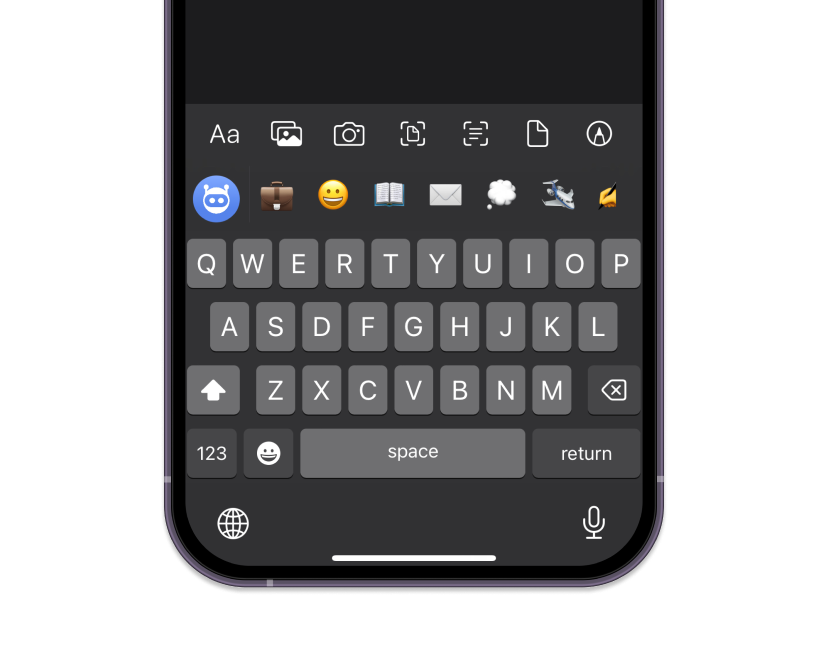 Aa
Q W E R T Y U I O P
A S D F G H J K L
Z X C V B N M
123 space return